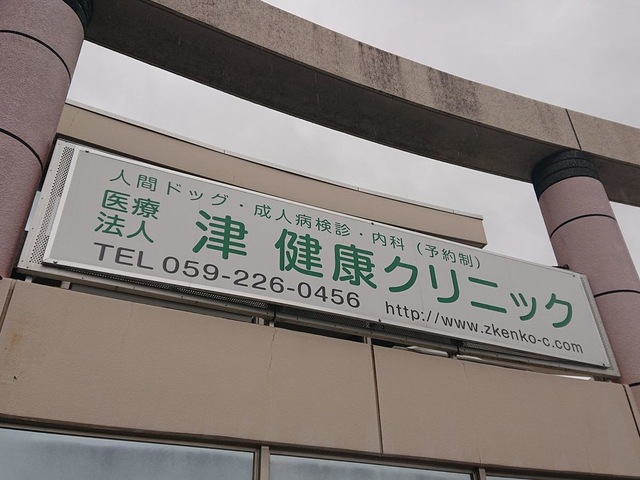 人間ドッグ・成人病検診・内科（予約制）
医療法人 津 健康クリニック
TEL 059-226-0456 http://www.zkenko-c.com